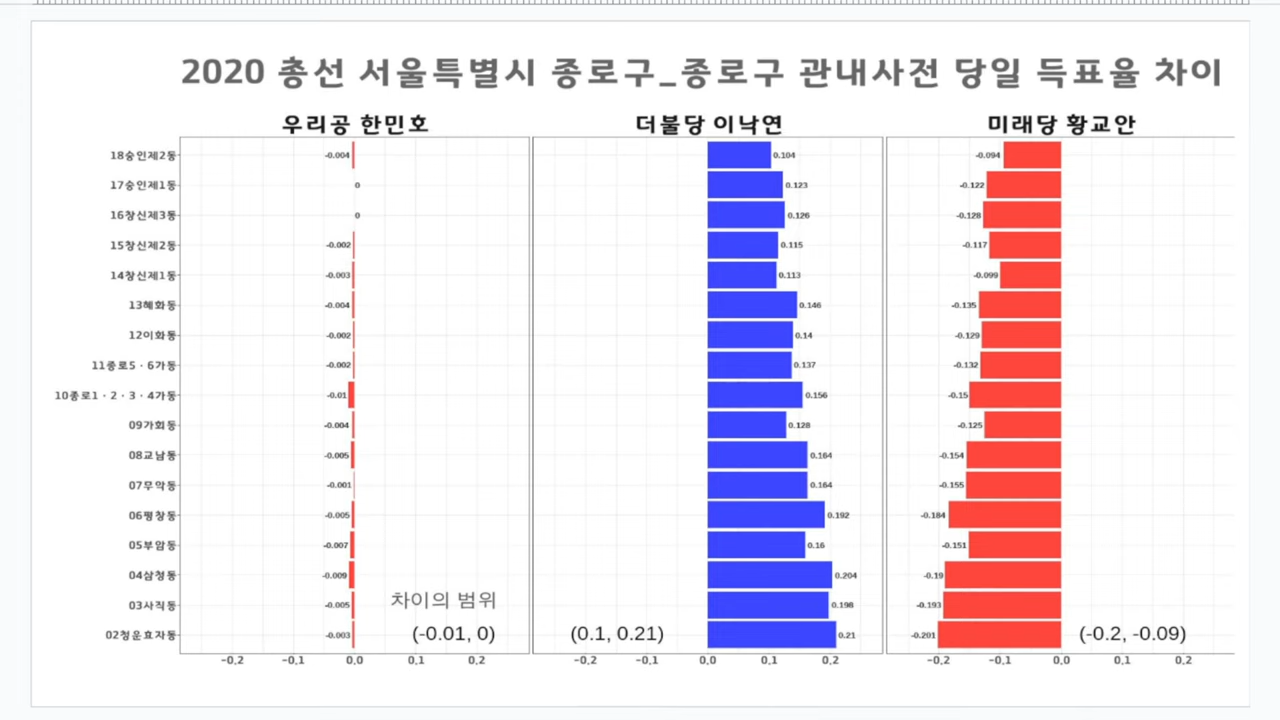 2020 총선 서울특별시 종로구_종로구 관내사전 당일 득표율 차이
우리공 한민호
더불당 이낙연
미래당 황교안
18숭인제2동 -0.004 0.104 -0.094
17숭인제1동 0 0.123 -0.122
16창신제3동 0 0.126 -0.128
15창신제2동 -0.002 0.115 -0.117
14창신제1동 -0.003 0.113 -0.099
13혜화동 -0.004 0.146 -0.135
12이화동 -0.002 0.14 -0.129
11종로5·6가동 -0.002 0.137 -0.132
10종로1·2·3·4가동 -0.01 0.156 -0.15
09가회동 -0.004 0.128 -0.125
08교남동 -0.005 0.164 -0.154
07무악동 -0.001 0.164 -0.155
06평창동 -0.005 0.192 -0.184
05부암동 -0.007 0.16 -0.151
04삼청동 -0.009 0.204 -0.19
03사직동 -0.005 차이의 범위 0.198 -0.193
02청운효자동 -0.003 (-0.01, 0) (0.1, 0.21) 0.21 -0.201 (-0.2, -0.09)
-0.2 -0.1 0.0 0.1 0.2 -0.2 -0.1 0.0 0.1 0.2 -0.2 -0.1 0.0 0.1 0.2